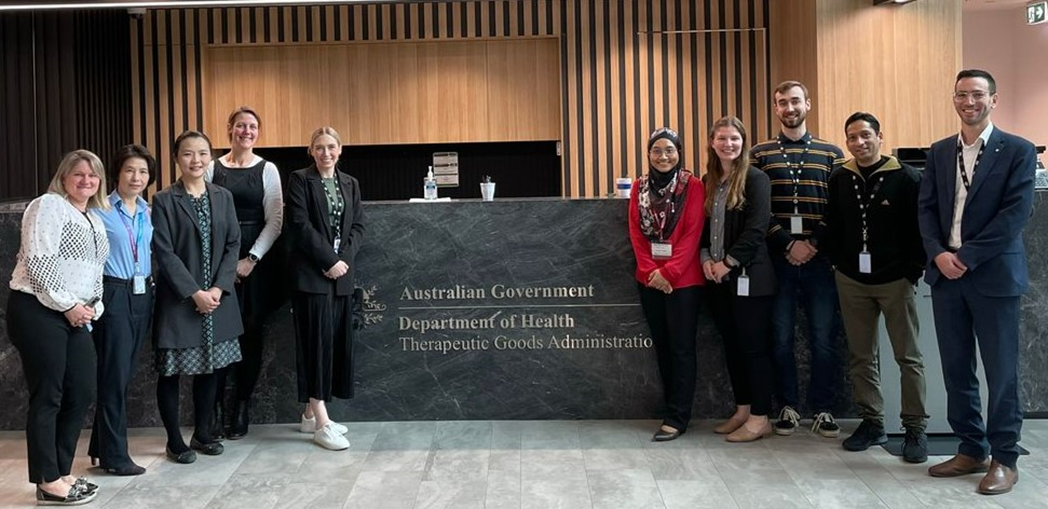 Australian Government
Department of Health
Therapeutic Goods Administratio